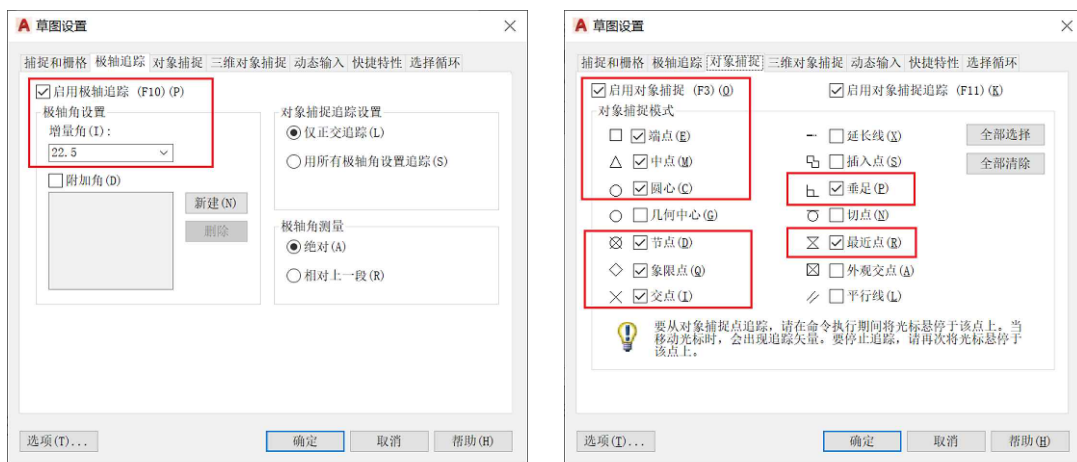 草图设置
捕捉和栅格 极轴追踪 对象捕捉 三维对象捕捉 动态输入 快捷特性 选择循环
启用极轴追踪 (F10)(P)
极轴角设置
增量角(I):
22.5
附加角(D)
新建(N)
删除
对象捕捉追踪设置
仅正交追踪(L)
用所有极轴角设置追踪(S)
极轴角测量
绝对(A)
相对上一段(R)
选项(T)... 确定 取消 帮助(H)
草图设置
捕捉和栅格 极轴追踪 对象捕捉 三维对象捕捉 动态输入 快捷特性 选择循环
启用对象捕捉 (F3)(O) 启用对象捕捉追踪 (F11)(K)
对象捕捉模式
端点(E) 延长线(X) 全部选择
中点(M) 插入点(S) 全部清除
圆心(C) 垂足(P)
几何中心(G) 切点(N)
节点(D) 最近点(R)
象限点(Q) 外观交点(A)
交点(I) 平行线(L)
要从对象捕捉点追踪，请在命令执行期间将光标悬停于该点上。当
移动光标时，会出现追踪矢量。要停止追踪，请再次将光标悬停于
该点上。
选项(T)... 确定 取消 帮助(H)